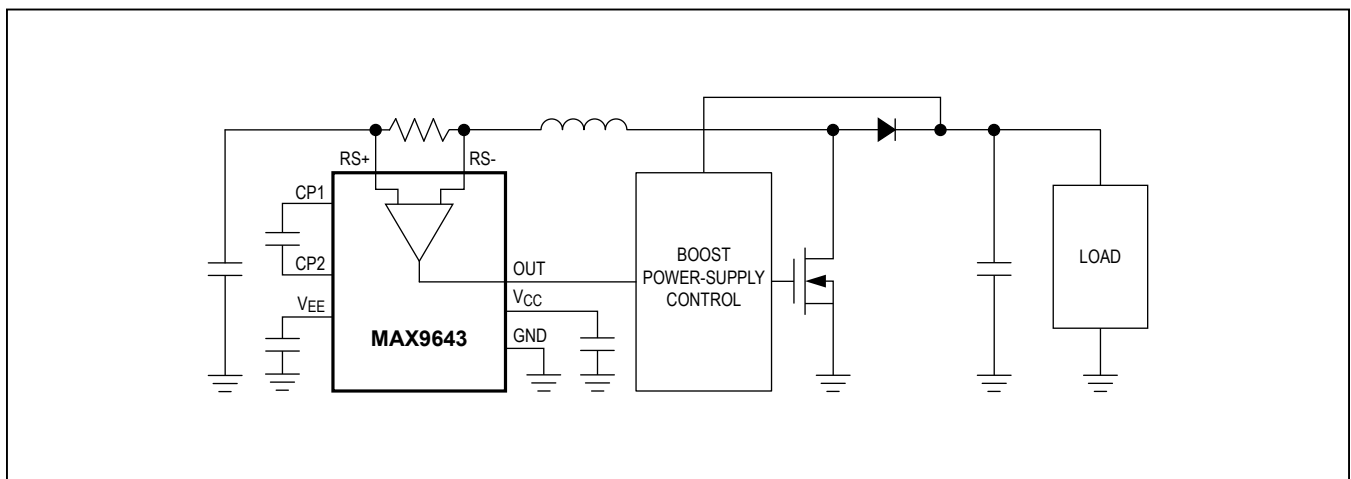 RS+
RS-
CP1
CP2
VEE
MAX9643
OUT
VCC
GND
BOOST
POWER-SUPPLY
CONTROL
LOAD